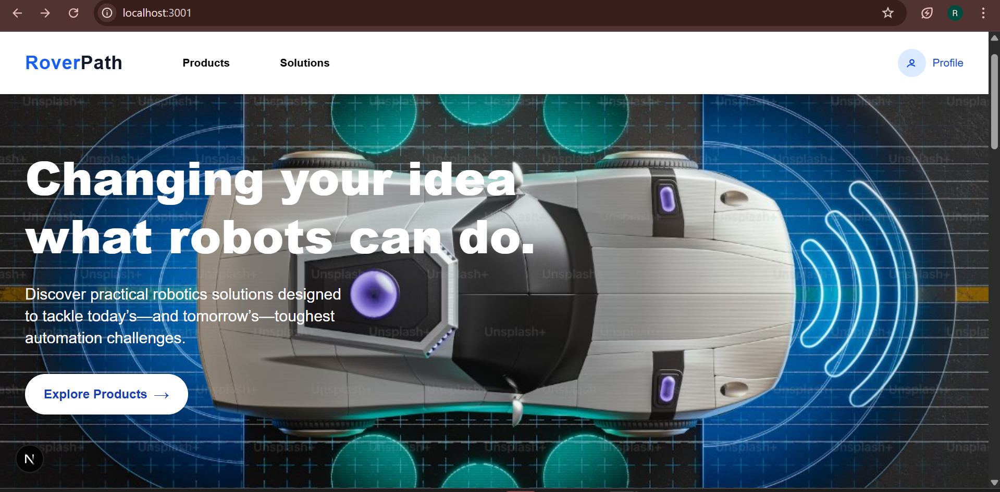 localhost:3001
R
RoverPath
Products
Solutions
Profile
Unsplash+
Changing your idea
what robots can do.
Discover practical robotics solutions designed
to tackle today’s—and tomorrow’s—toughest
automation challenges.
Explore Products →
N